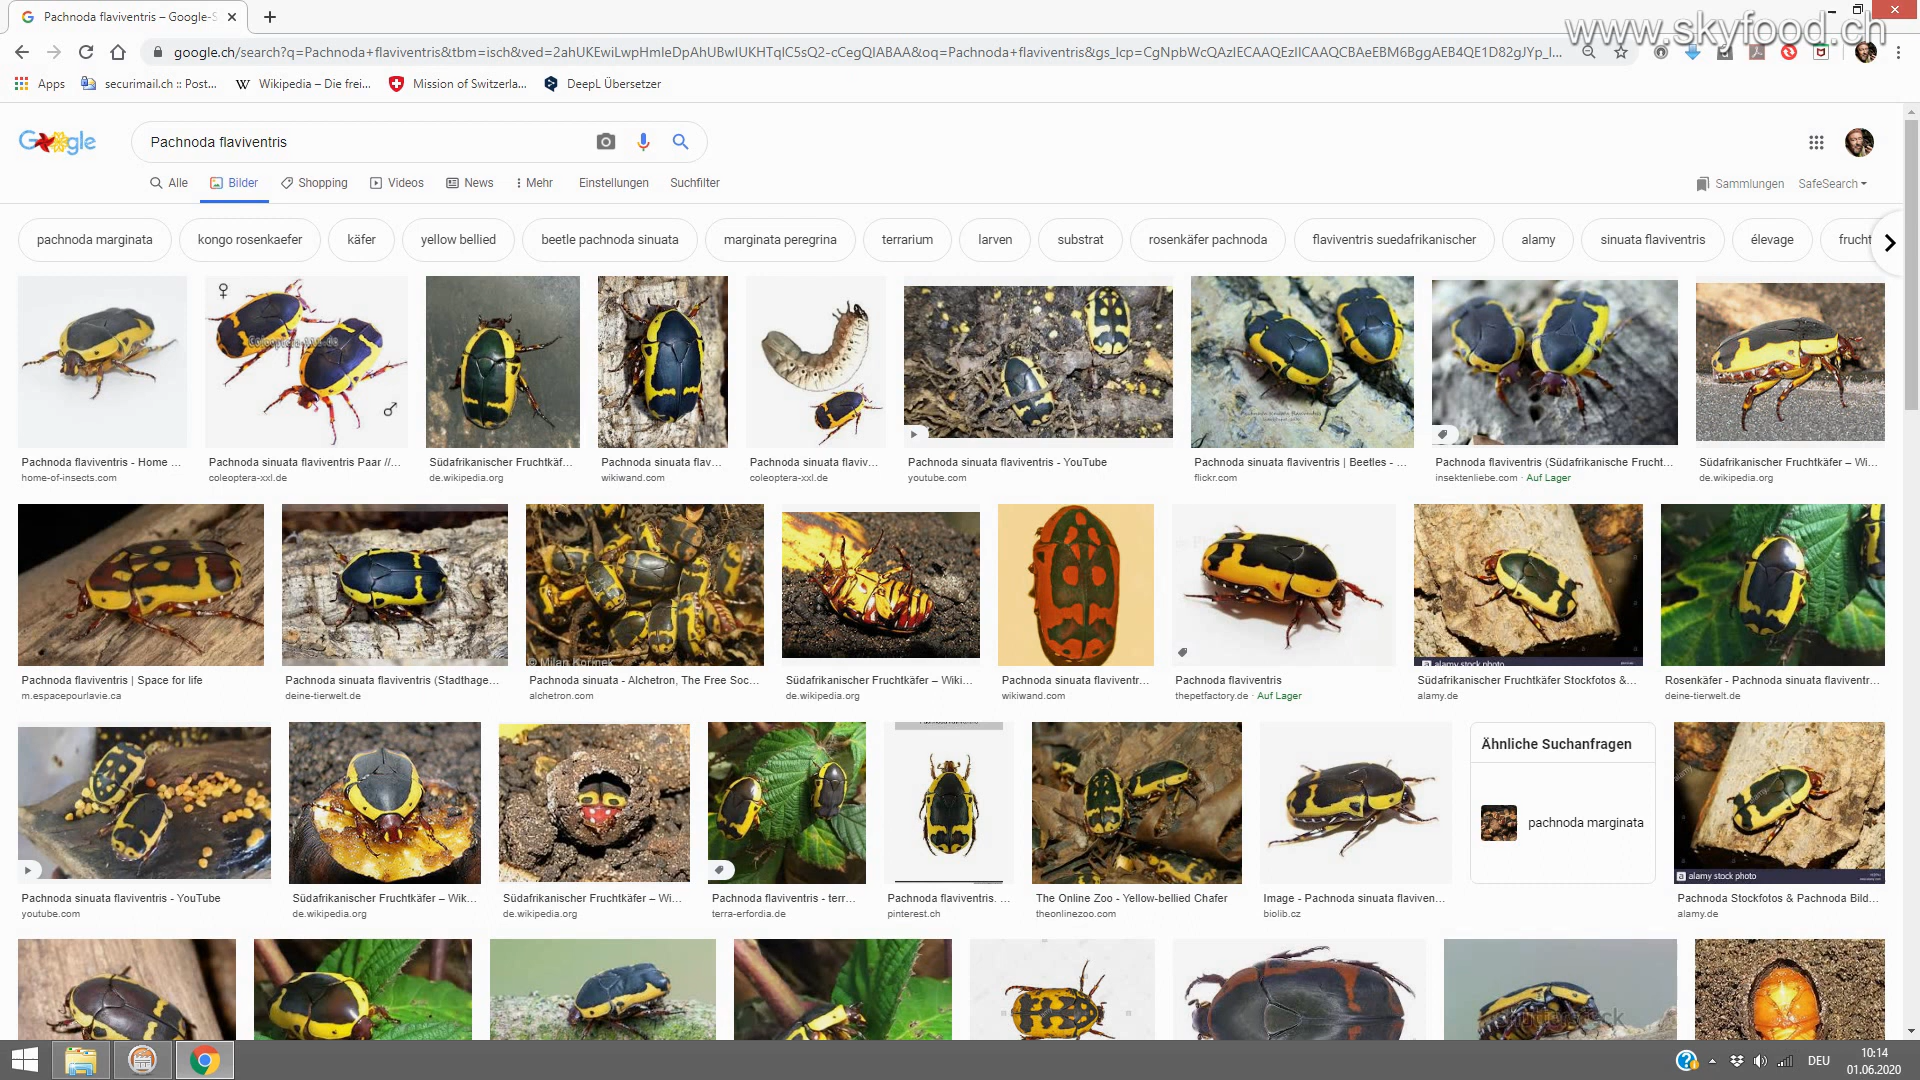 Pachnoda flaviventris – Google-S
www.skyfood.ch
google.ch/search?q=Pachnoda+flaviventris&tbm=isch&ved=2ahUKEwiLwpHmleDpAhUBwIUKHTqlC5sQ2-cCegQIABAA&oq=Pachnoda+flaviventris&gs_lcp=CgNpbWcQAzIECAAQEzIICAAQCBAeEBM6BggAEB4QE1D82gJYp_I...
Apps
securimail.ch :: Post...
Wikipedia – Die frei...
Mission of Switzerla...
DeepL Übersetzer
Google
Pachnoda flaviventris
Alle
Bilder
Shopping
Videos
News
Mehr
Einstellungen
Suchfilter
Sammlungen
SafeSearch
pachnoda marginata
kongo rosenkaefer
käfer
yellow bellied
beetle pachnoda sinuata
marginata peregrina
terrarium
larven
substrat
rosenkäfer pachnoda
flaviventris suedafrikanischer
alamy
sinuata flaviventris
élevage
frucht
Pachnoda flaviventris - Home ...
home-of-insects.com
Pachnoda sinuata flaviventris Paar //...
coleoptera-xxl.de
Südafrikanischer Fruchtkäf...
de.wikipedia.org
Pachnoda sinuata flav...
wikiwand.com
Pachnoda sinuata flaviv...
coleoptera-xxl.de
Pachnoda sinuata flaviventris - YouTube
youtube.com
Pachnoda sinuata flaviventris | Beetles - ...
flickr.com
Pachnoda flaviventris (Südafrikanische Frucht...
insektenliebe.com · Auf Lager
Südafrikanischer Fruchtkäfer – Wi...
de.wikipedia.org
© Milan Kořínek
alamy stock photo
Pachnoda flaviventris | Space for life
m.espacepourlavie.ca
Pachnoda sinuata flaviventris (Stadthage...
deine-tierwelt.de
Pachnoda sinuata - Alchetron, The Free Soc...
alchetron.com
Südafrikanischer Fruchtkäfer – Wiki...
de.wikipedia.org
Pachnoda sinuata flaviventr...
wikiwand.com
Pachnoda flaviventris
thepetfactory.de · Auf Lager
Südafrikanischer Fruchtkäfer Stockfotos &...
alamy.de
Rosenkäfer - Pachnoda sinuata flaviventr...
deine-tierwelt.de
Ähnliche Suchanfragen
pachnoda marginata
alamy stock photo
Pachnoda sinuata flaviventris - YouTube
youtube.com
Südafrikanischer Fruchtkäfer – Wik...
de.wikipedia.org
Südafrikanischer Fruchtkäfer – Wi...
de.wikipedia.org
Pachnoda flaviventris - terr...
terra-erfordia.de
Pachnoda flaviventris. ...
pinterest.ch
The Online Zoo - Yellow-bellied Chafer
theonlinezoo.com
Image - Pachnoda sinuata flaviven...
biolib.cz
Pachnoda Stockfotos & Pachnoda Bild...
alamy.de
DEU
10:14
01.06.2020